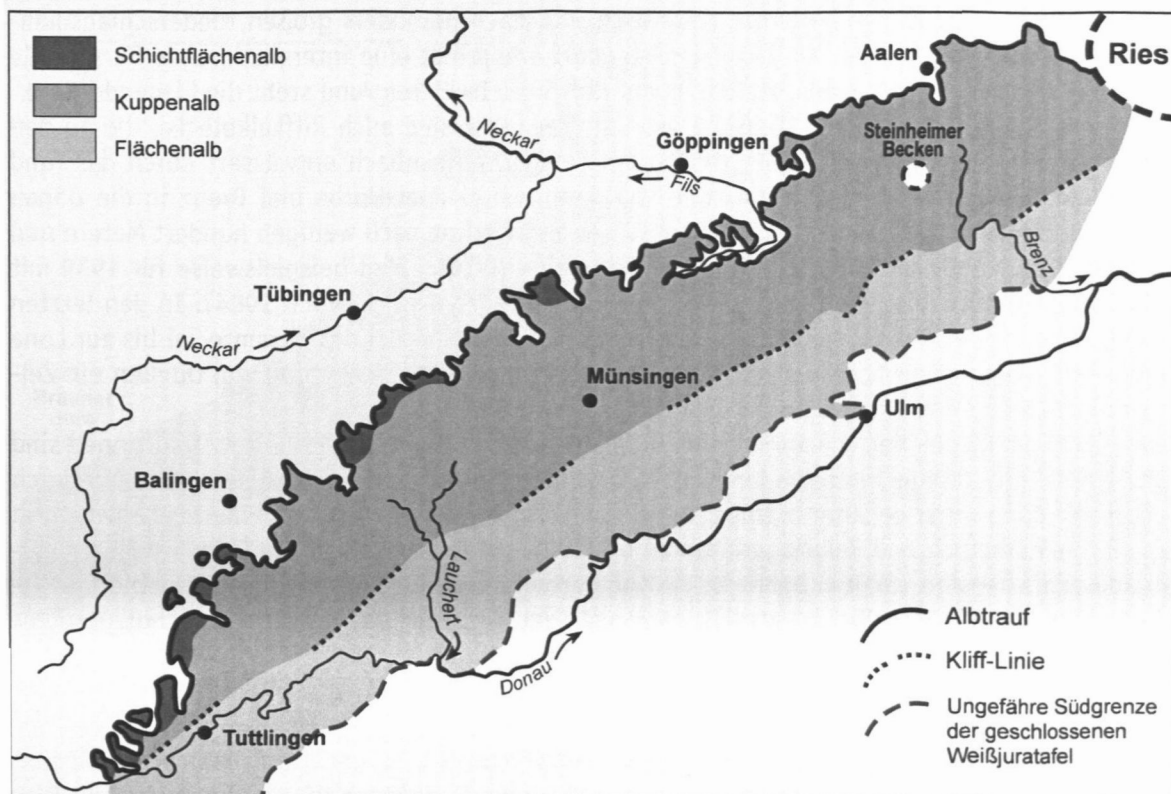 Schichtflächenalb
Kuppenalb
Flächenalb
Aalen
Ries
Neckar
Göppingen
Fils
Steinheimer
Becken
Brenz
Tübingen
Neckar
Münsingen
Ulm
Balingen
Lauchert
Donau
Tuttlingen
Albtrauf
Kliff-Linie
Ungefähre Südgrenze
der geschlossenen
Weißjuratafel